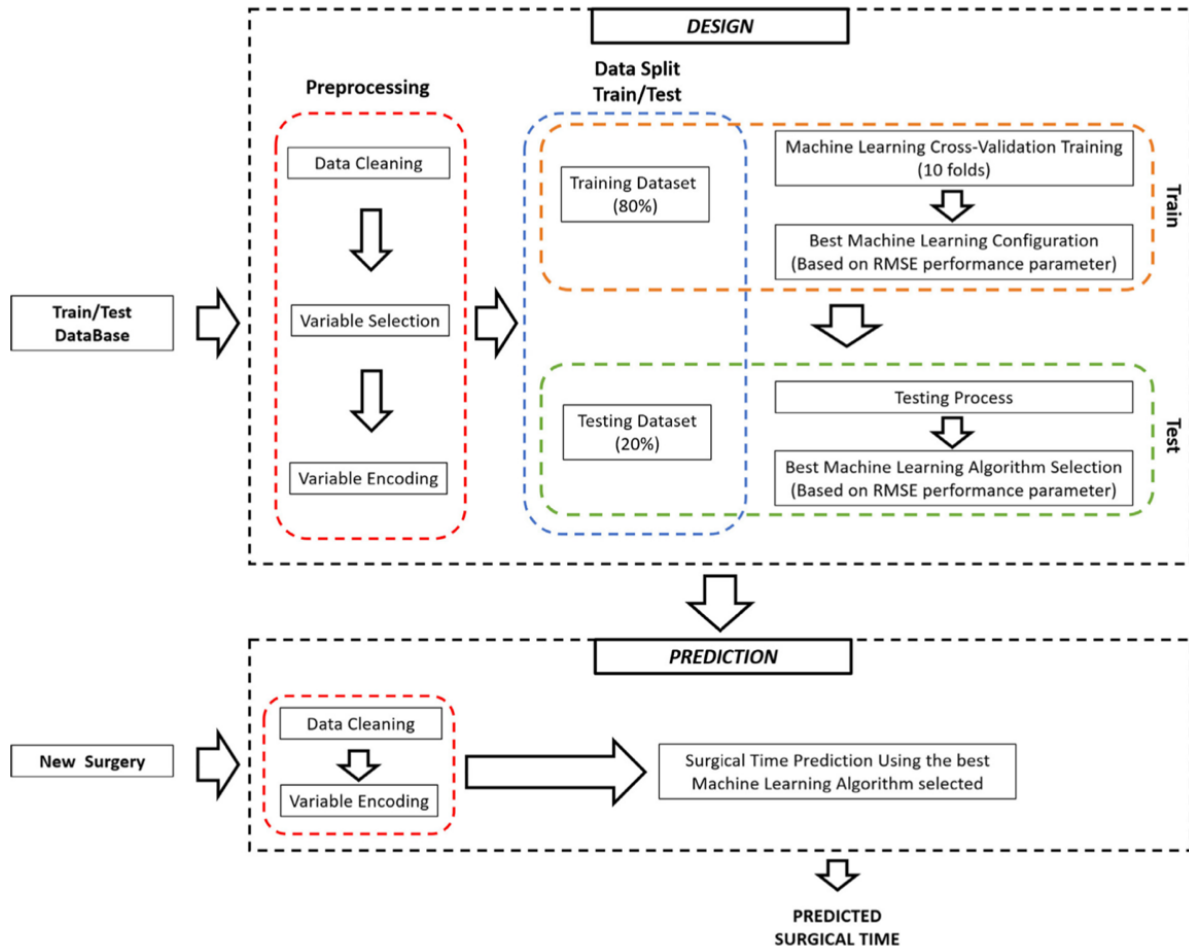 DESIGN
Preprocessing
Data Split
Train/Test
Data Cleaning
Variable Selection
Variable Encoding
Training Dataset
(80%)
Machine Learning Cross-Validation Training
(10 folds)
Best Machine Learning Configuration
(Based on RMSE performance parameter)
Train
Train/Test
DataBase
Testing Dataset
(20%)
Testing Process
Best Machine Learning Algorithm Selection
(Based on RMSE performance parameter)
Test
PREDICTION
New Surgery
Data Cleaning
Variable Encoding
Surgical Time Prediction Using the best
Machine Learning Algorithm selected
PREDICTED
SURGICAL TIME